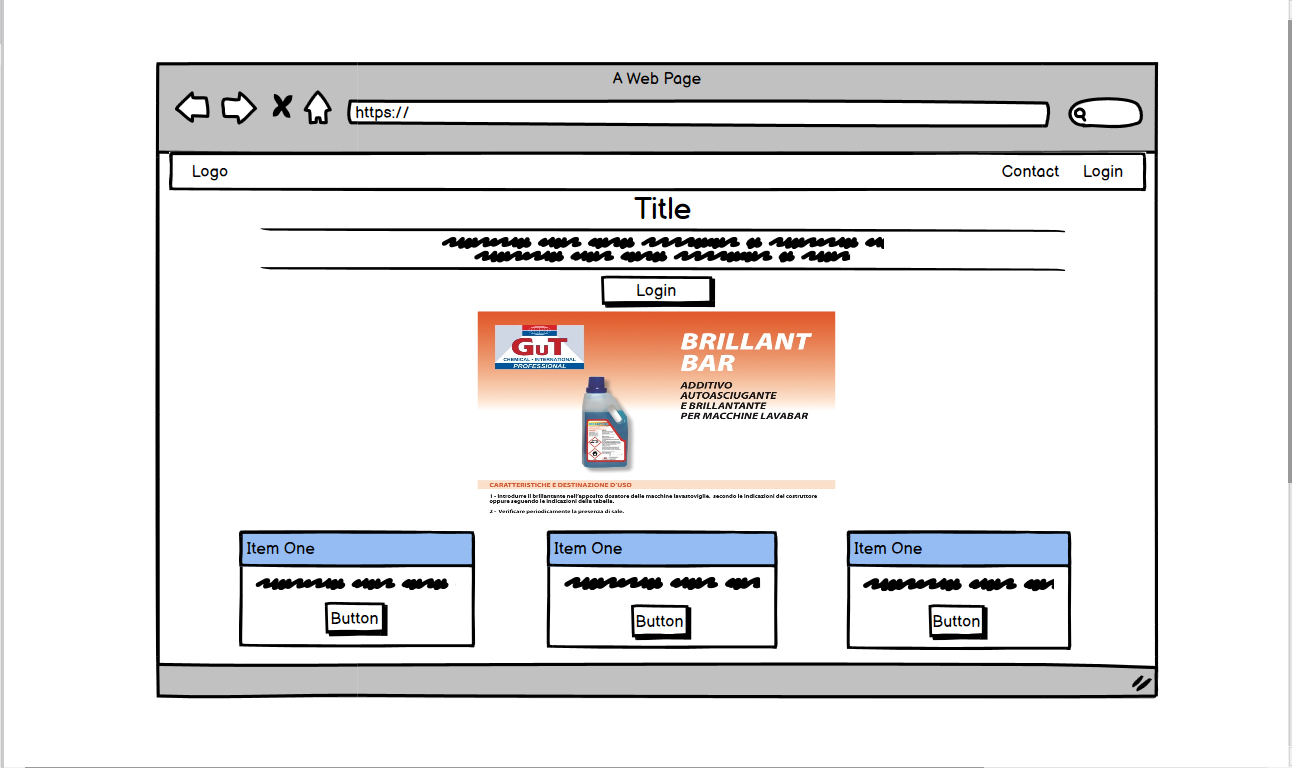 A Web Page
https://
Logo
Contact Login
Title
Login
GuT
CHEMICAL • INTERNATIONAL
PROFESSIONAL
BRILLANT
BAR
ADDITIVO
AUTOASCIUGANTE
E BRILLANTANTE
PER MACCHINE LAVABAR
CARATTERISTICHE E DESTINAZIONE D'USO
1 - Introdurre il brillantante nell'apposito dosatore delle macchine lavastoviglie, secondo le indicazioni del costruttore
oppure seguendo le indicazioni della tabella.
2 - Verificare periodicamente la presenza di sale.
Item One
Button
Item One
Button
Item One
Button